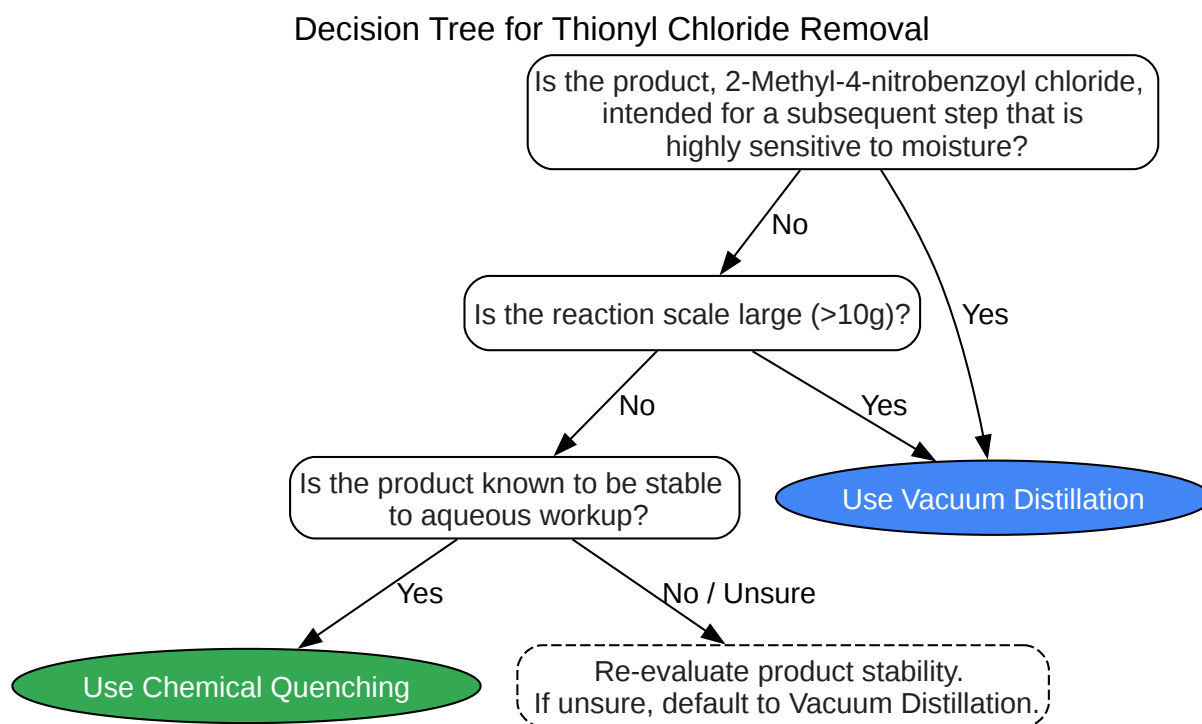 Decision Tree for Thionyl Chloride Removal
Is the product, 2-Methyl-4-nitrobenzoyl chloride,
intended for a subsequent step that is
highly sensitive to moisture?
No
Yes
Is the reaction scale large (>10g)?
No
Yes
Is the product known to be stable
to aqueous workup?
Use Vacuum Distillation
Yes
No / Unsure
Use Chemical Quenching
Re-evaluate product stability.
If unsure, default to Vacuum Distillation.